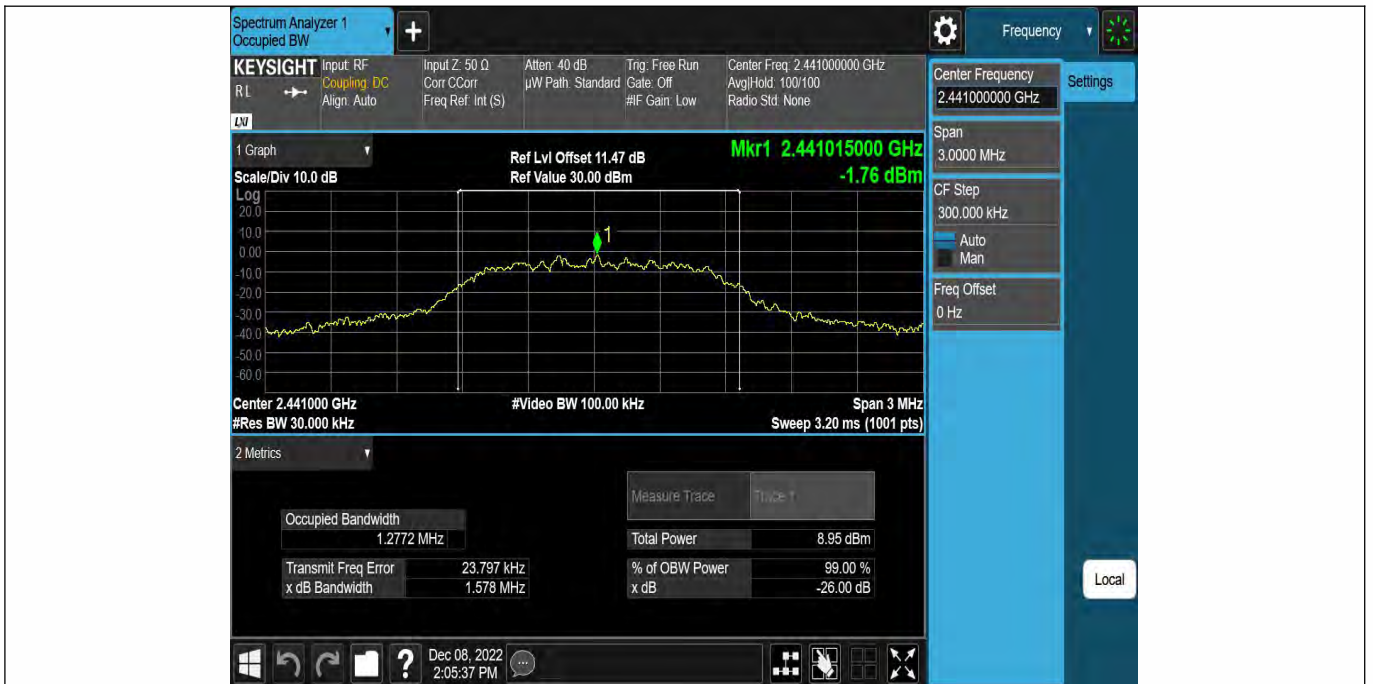 Spectrum Analyzer 1
Occupied BW
+
Frequency
KEYSIGHT
RL
LXI
Input: RF
Coupling: DC
Align: Auto
Input Z: 50 Ω
Corr CCorr
Freq Ref: Int (S)
Atten: 40 dB
µW Path: Standard
Trig: Free Run
Gate: Off
#IF Gain: Low
Center Freq: 2.441000000 GHz
Avg|Hold: 100/100
Radio Std: None
Center Frequency
2.441000000 GHz
Settings
Span
3.0000 MHz
CF Step
300.000 kHz
Auto
Man
Freq Offset
0 Hz
Local
1 Graph
Scale/Div 10.0 dB
Ref Lvl Offset 11.47 dB
Ref Value 30.00 dBm
Mkr1 2.441015000 GHz
-1.76 dBm
Log
20.0
10.0
0.00
-10.0
-20.0
-30.0
-40.0
-50.0
-60.0
1
Center 2.441000 GHz
#Video BW 100.00 kHz
Span 3 MHz
#Res BW 30.000 kHz
Sweep 3.20 ms (1001 pts)
2 Metrics
Measure Trace Trace 1
Occupied Bandwidth
1.2772 MHz
Total Power 8.95 dBm
Transmit Freq Error 23.797 kHz
% of OBW Power 99.00 %
x dB Bandwidth 1.578 MHz
x dB -26.00 dB
?
Dec 08, 2022
2:05:37 PM